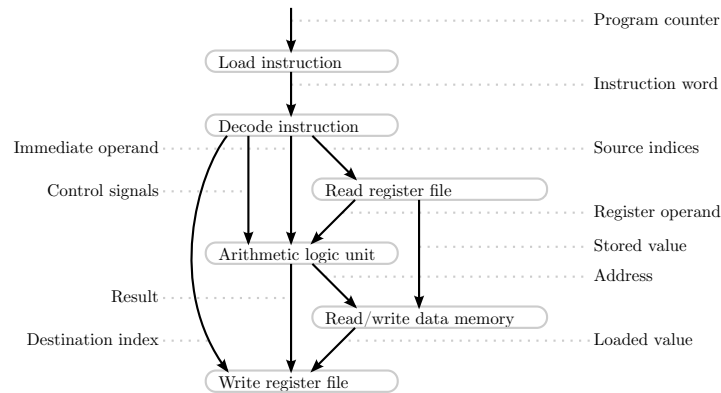 Program counter
Load instruction
Instruction word
Decode instruction
Immediate operand
Source indices
Control signals
Read register file
Register operand
Stored value
Arithmetic logic unit
Address
Result
Read/write data memory
Destination index
Loaded value
Write register file